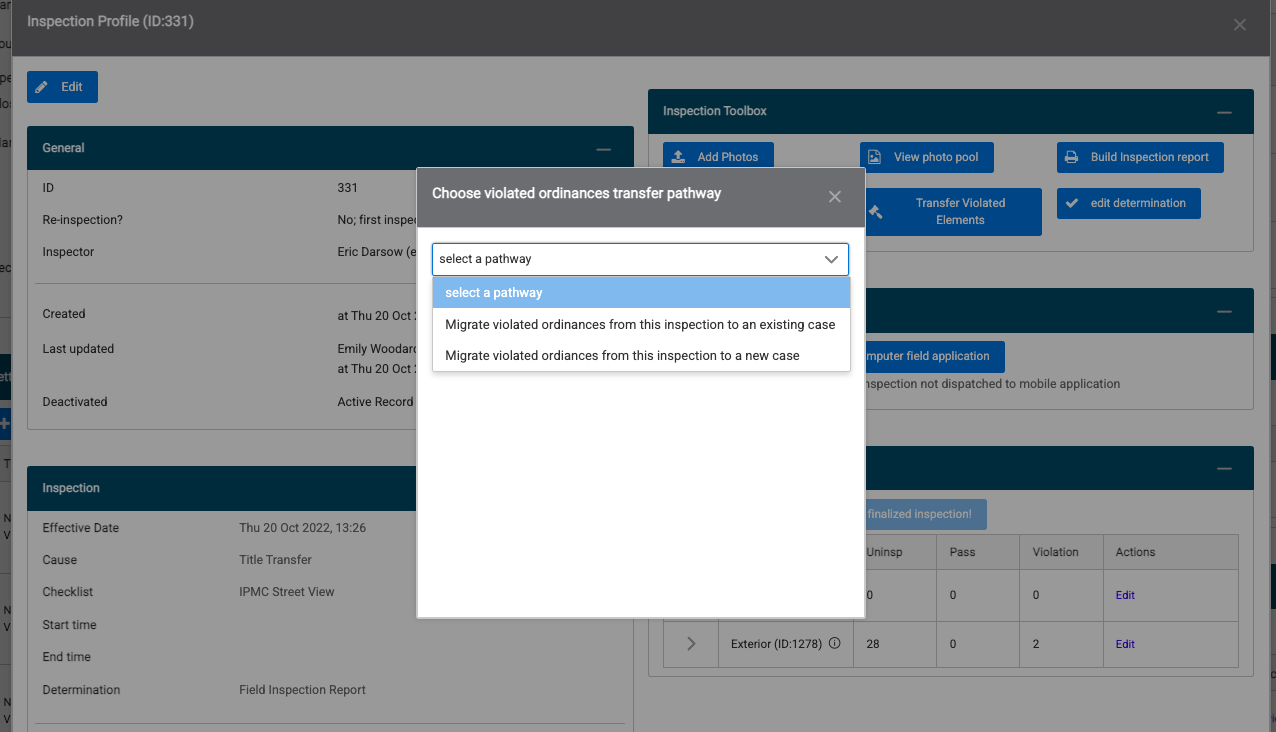 Inspection Profile (ID:331)
Edit
General
ID
331
Re-inspection?
No; first inspec
Inspector
Eric Darsow (e
Created
at Thu 20 Oct
Last updated
Emily Woodard
at Thu 20 Oct
Deactivated
Active Record
Inspection
Effective Date
Thu 20 Oct 2022, 13:26
Cause
Title Transfer
Checklist
IPMC Street View
Start time
End time
Determination
Field Inspection Report
Choose violated ordinances transfer pathway
select a pathway
select a pathway
Migrate violated ordinances from this inspection to an existing case
Migrate violated ordiances from this inspection to a new case
Inspection Toolbox
Add Photos
View photo pool
Build Inspection report
Transfer Violated
Elements
edit determination
mputer field application
nspection not dispatched to mobile application
finalized inspection!
Uninsp
Pass
Violation
Actions
0
0
0
Edit
Exterior (ID:1278)
28
0
2
Edit